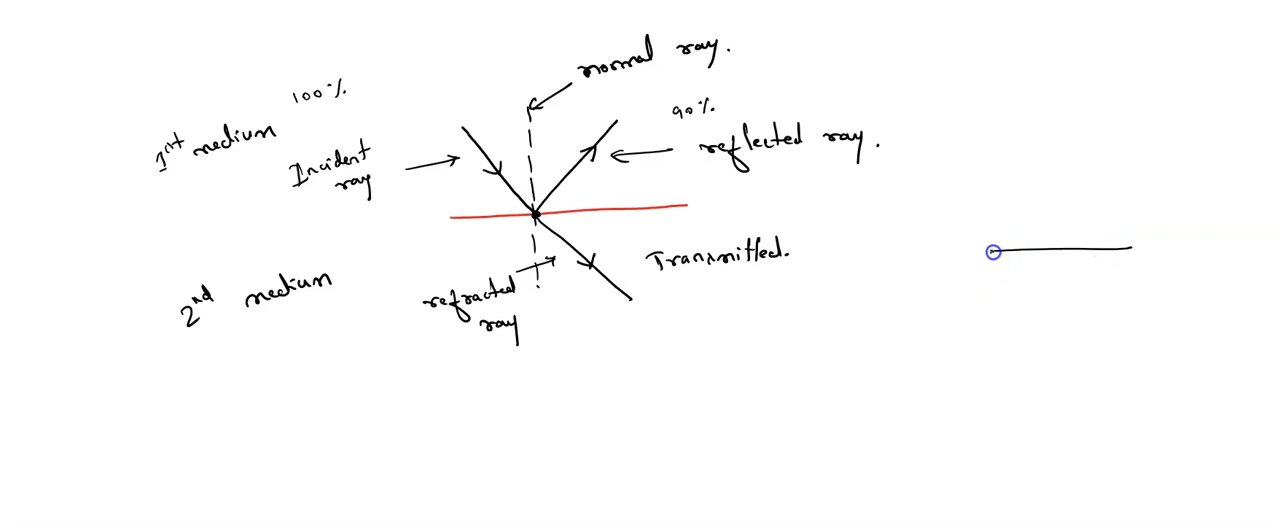 normal ray.
100%
90%
1st medium
reflected ray.
Incident
ray
Transmitted.
2nd medium
refracted
ray